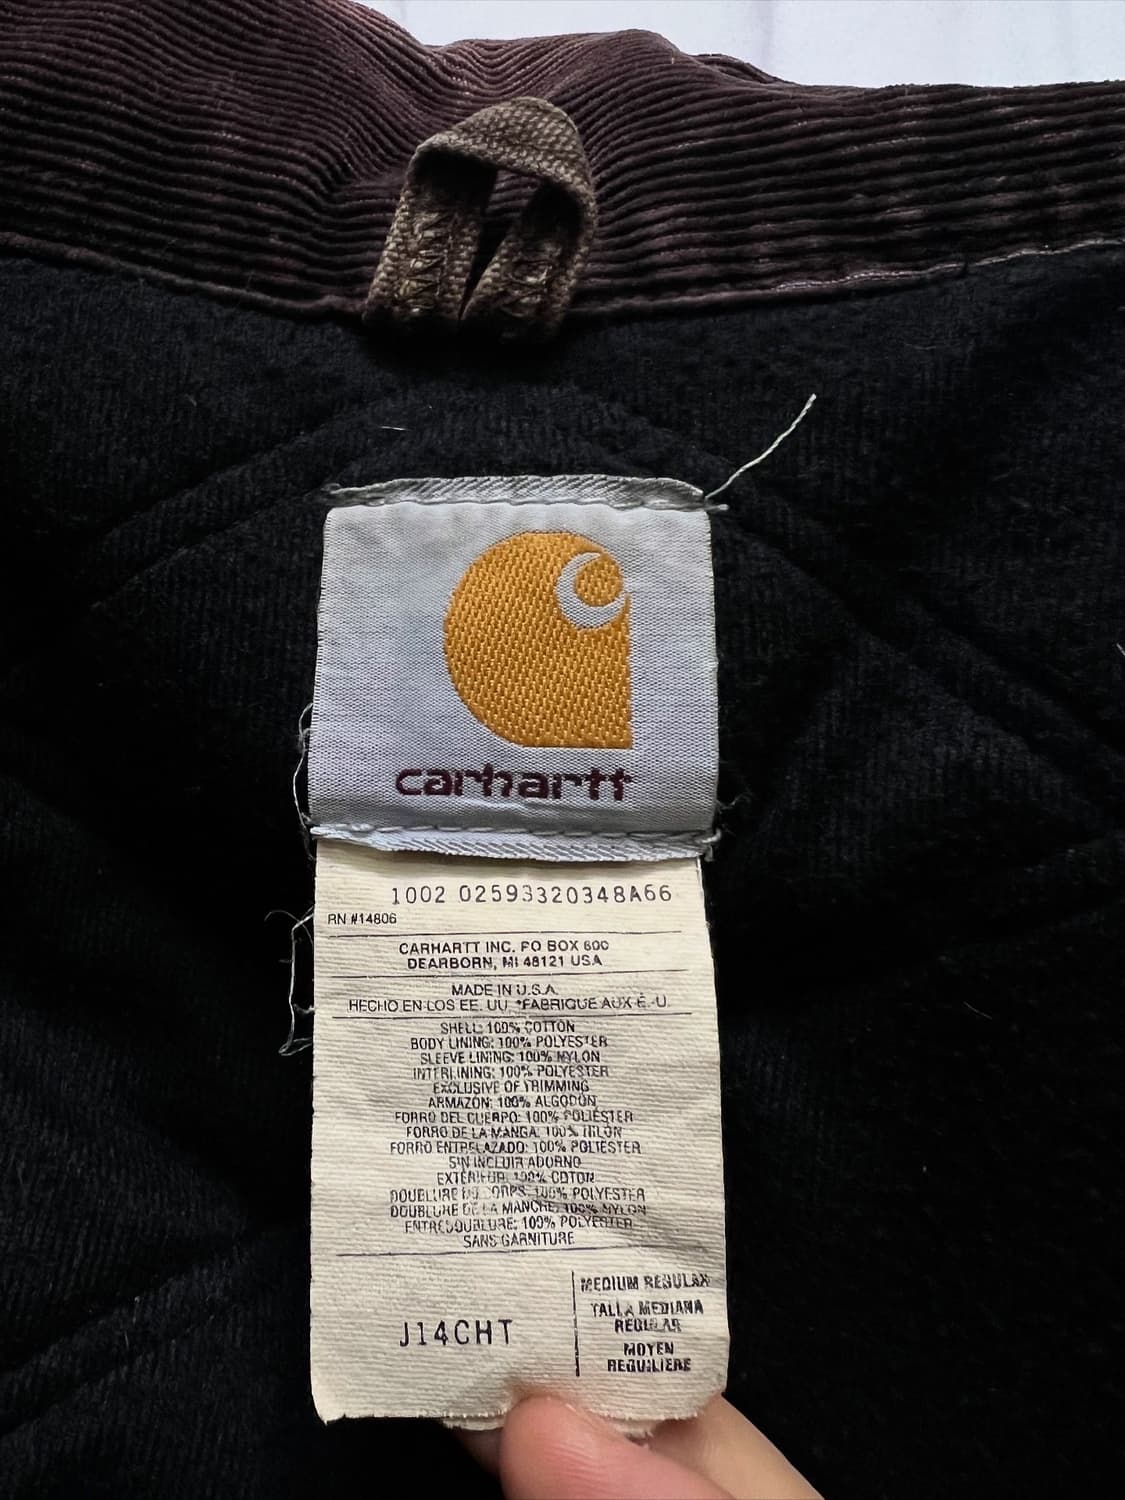 carhartt
1002 02593320348A66
RN #14806
CARHARTT INC. PO BOX 600
DEARBORN, MI 48121 USA
MADE IN U.S.A.
HECHO EN LOS EE. UU. *FABRIQUE AUX É.-U.
SHELL: 100% COTTON
BODY LINING: 100% POLYESTER
SLEEVE LINING: 100% NYLON
INTERLINING: 100% POLYESTER
EXCLUSIVE OF TRIMMING
ARMAZON: 100% ALGODÓN
FORRO DEL CUERPO: 100% POLIÉSTER
FORRO DE LA MANGA: 100% NILON
FORRO ENTRELAZADO: 100% POLIESTER
SIN INCLUIR ADORNO
EXTÉRIEUR: 100% COTON
DOUBLURE DU CORPS: 100% POLYESTER
DOUBLURE DE LA MANCHE: 100% NYLON
ENTREDOUBLURE: 100% POLYESTER
SANS GARNITURE
J14CHT
MEDIUM REGULAR
TALLA MEDIANA
REGULAR
MOYEN
REGULIERE